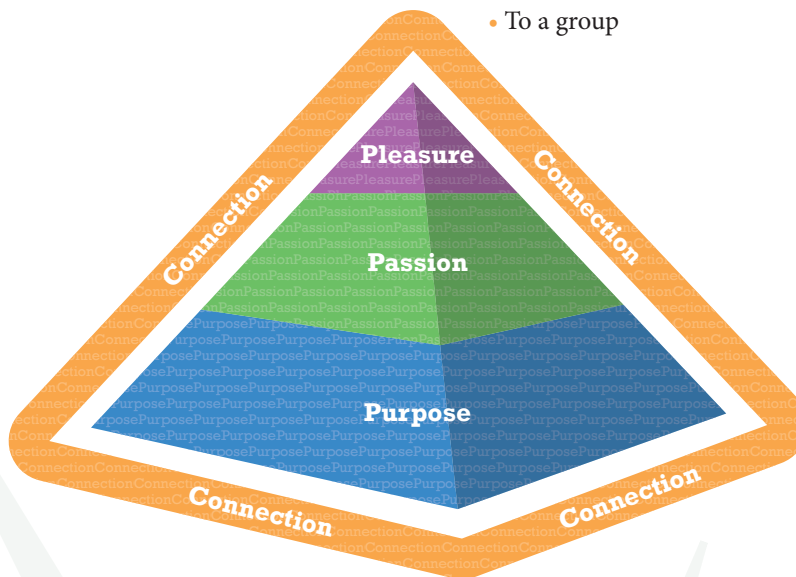 • To a group
Pleasure
Connection
Connection
Passion
Purpose
Connection
Connection